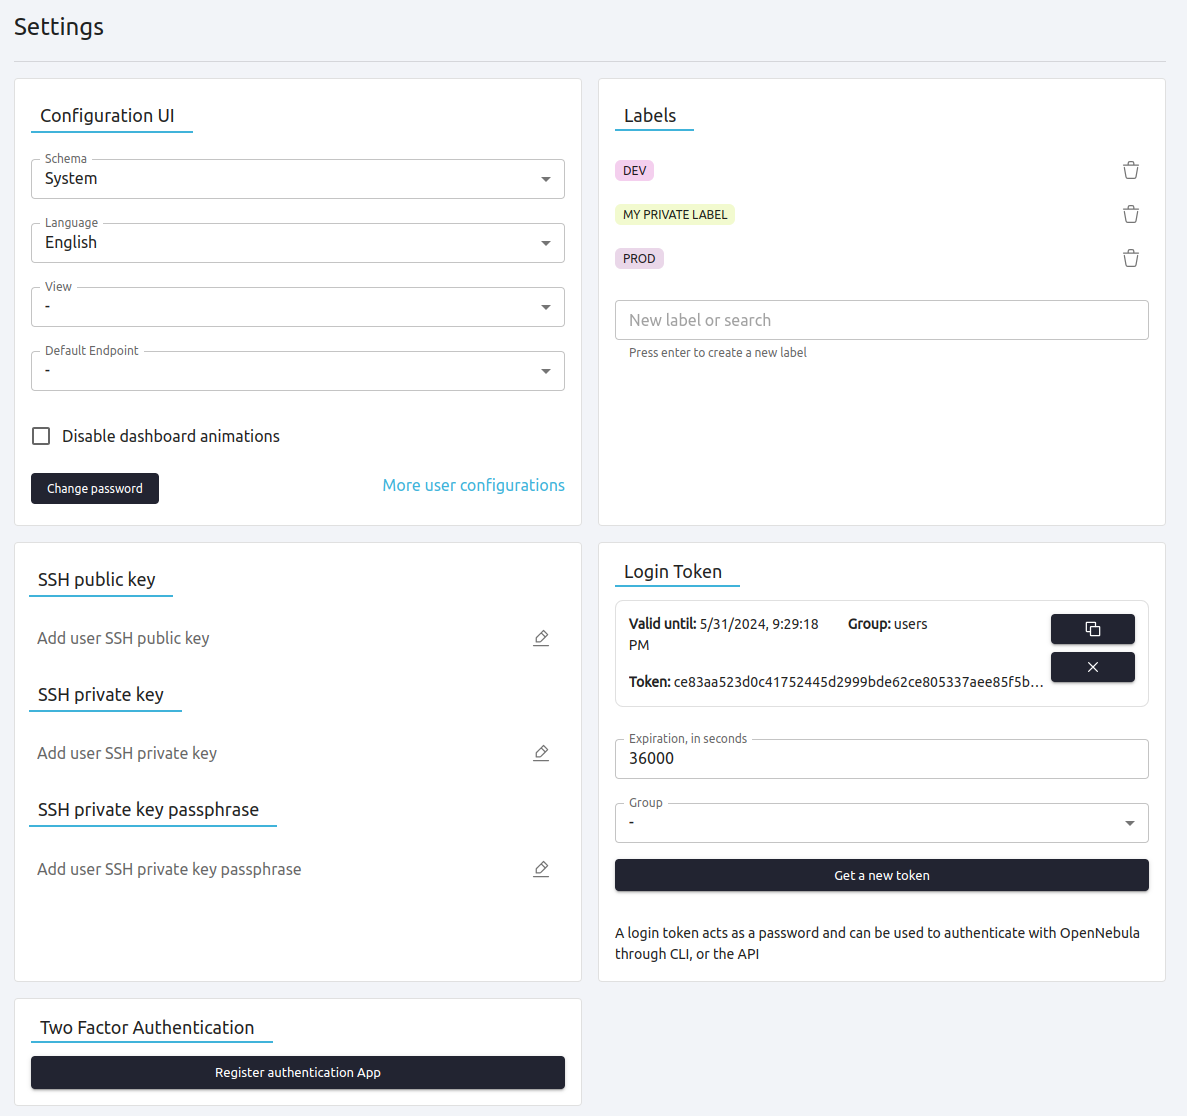 Settings
Configuration UI
Schema
System
Language
English
View
-
Default Endpoint
-
Disable dashboard animations
Change password
More user configurations
Labels
DEV
MY PRIVATE LABEL
PROD
New label or search
Press enter to create a new label
SSH public key
Add user SSH public key
SSH private key
Add user SSH private key
SSH private key passphrase
Add user SSH private key passphrase
Login Token
Valid until: 5/31/2024, 9:29:18
PM
Group: users
Token: ce83aa523d0c41752445d2999bde62ce805337aee85f5b...
Expiration, in seconds
36000
Group
-
Get a new token
A login token acts as a password and can be used to authenticate with OpenNebula
through CLI, or the API
Two Factor Authentication
Register authentication App